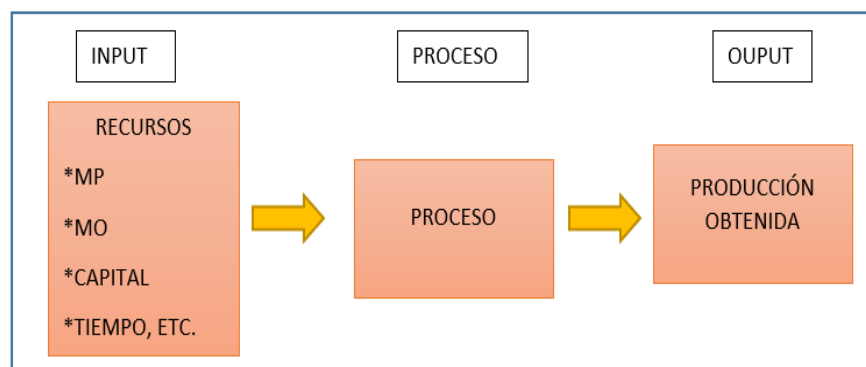 INPUT
PROCESO
OUPUT
RECURSOS
*MP
*MO
*CAPITAL
*TIEMPO, ETC.
PROCESO
PRODUCCIÓN
OBTENIDA